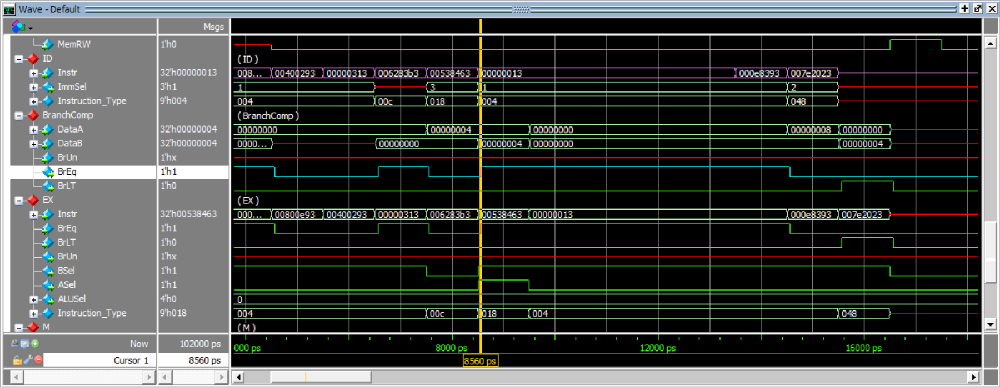 Wave - Default
Msgs
MemRW 1'h0
ID (ID)
Instr 32'h00000013 008... 00400293 00000313 006283b3 00538463 00000013 000e8393 007e2023
ImmSel 3'h1 1 3 1 2
Instruction_Type 9'h004 004 00c 018 004 048
BranchComp (BranchComp)
DataA 32'h00000004 00000000 00000004 00000000 00000008 00000000
DataB 32'h00000004 0000... 00000000 00000004 00000000 00000004
BrUn 1'hx
BrEq 1'h1
BrLT 1'h0
EX (EX)
Instr 32'h00538463 000... 00800e93 00400293 00000313 006283b3 00538463 00000013 000e8393 007e2023
BrEq 1'h1
BrLT 1'h0
BrUn 1'hx
BSel 1'h1
ASel 1'h1
ALUSel 4'h0 0
Instruction_Type 9'h018 004 00c 018 004 048
M (M)
Now 102000 ps 000 ps 8000 ps 12000 ps 16000 ps
Cursor 1 8560 ps 8560 ps